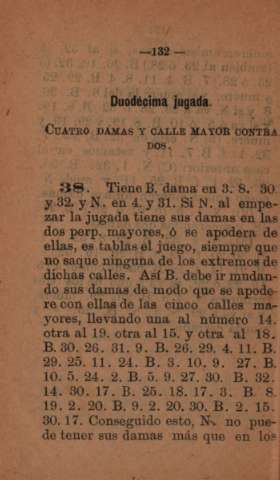 —132—
Duodécima jugada.
CUATRO DAMAS Y CALLE MAYOR CONTRA
DOS.
38. Tiene B. dama en 3. 8. 30
y 32, y N. en 4. y 31. Si N. al empe-
zar la jugada tiene sus damas en las
dos perp. mayores, ó se apodera de
ellas, es tablas el juego, siempre que
no saque ninguna de los extremos de
dichas calles. Así B. debe ir mudan-
do sus damas de modo que se apode-
re con ellas de las cinco calles ma-
yores, llevando una al número 14.
otra al 19. otra al 15. y otra al 18.
B. 30. 26. 31. 9. B. 26. 29. 4. 11. B.
29. 25. 11. 24. B. 3. 10. 9. 27. B.
10. 5. 24. 2. B. 5. 9. 27. 30. B. 32.
14. 30. 17. B. 25. 18. 17. 3. B. 8.
19. 2. 20. B. 9. 2. 20. 30. B. 2. 15.
30. 17. Conseguido esto, N. no pue-
de tener sus damas más que en los